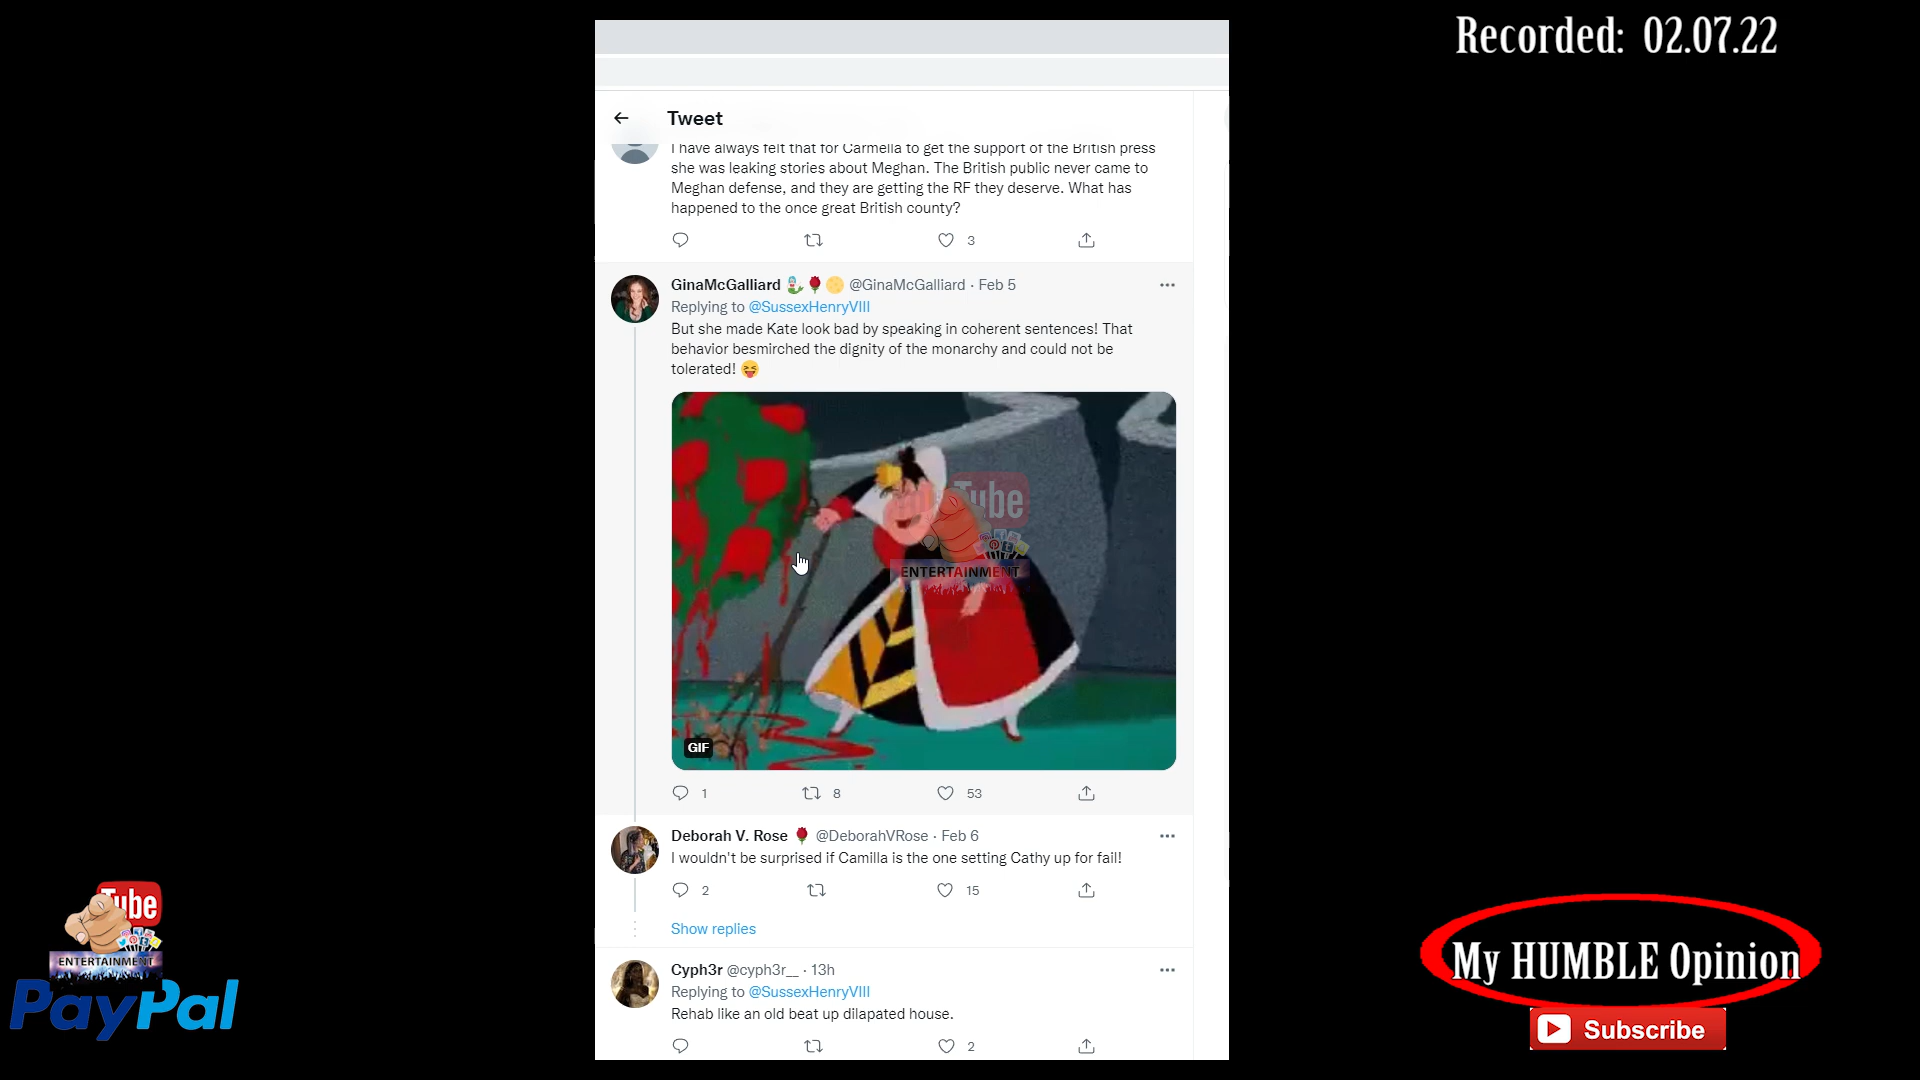 Recorded: 02.07.22
Tweet
I have always felt that for Carmella to get the support of the British press
she was leaking stories about Meghan. The British public never came to
Meghan defense, and they are getting the RF they deserve. What has
happened to the once great British county?
3
GinaMcGalliard @GinaMcGalliard · Feb 5
Replying to @SussexHenryVIII
But she made Kate look bad by speaking in coherent sentences! That
behavior besmirched the dignity of the monarchy and could not be
tolerated!
Tube
ENTERTAINMENT
GIF
1 8 53
Deborah V. Rose @DeborahVRose · Feb 6
I wouldn't be surprised if Camilla is the one setting Cathy up for fail!
2 15
Show replies
Cyph3r @cyph3r__ · 13h
Replying to @SussexHenryVIII
Rehab like an old beat up dilapated house.
2
Tube
ENTERTAINMENT
PayPal
My HUMBLE Opinion
Subscribe